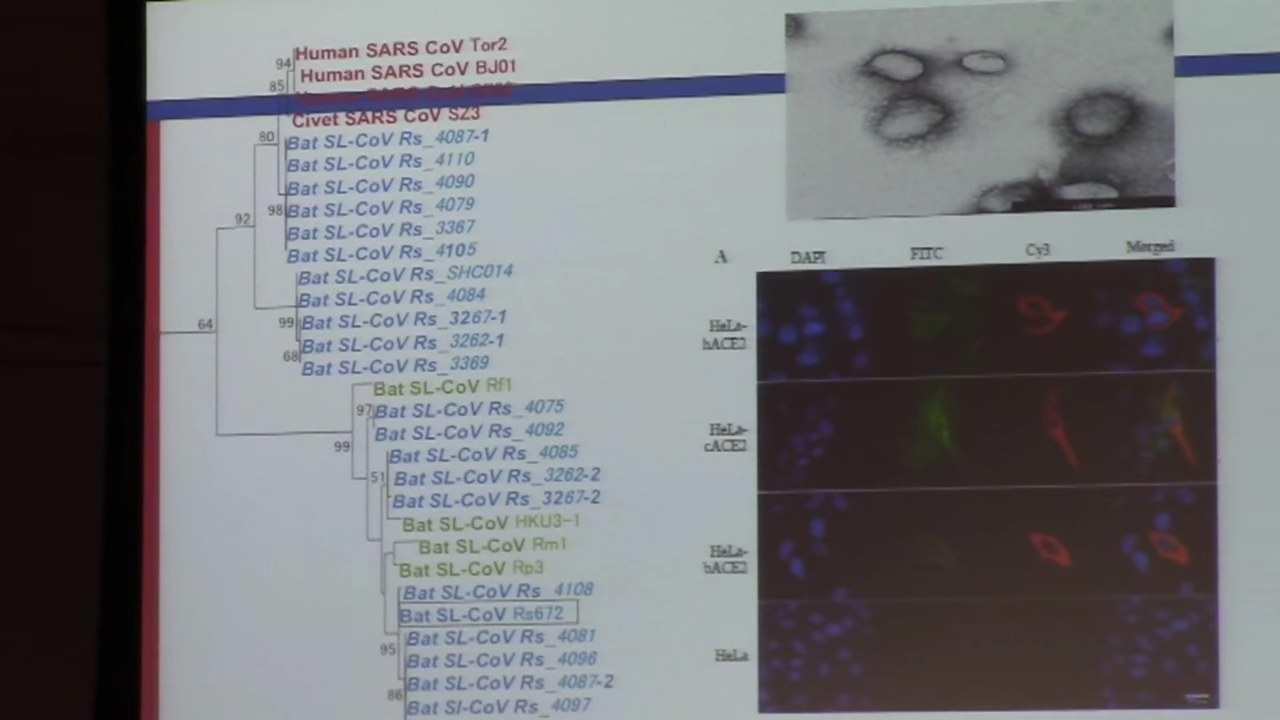 Human SARS CoV Tor2
94
Human SARS CoV BJ01
85
Civet SARS CoV SZ3
80
Bat SL-CoV Rs_4087-1
Bat SL-CoV Rs_4110
Bat SL-CoV Rs_4090
98
Bat SL-CoV Rs_4079
92
Bat SL-CoV Rs_3367
Bat SL-CoV Rs_4105
Bat SL-CoV Rs_SHC014
Bat SL-CoV Rs_4084
64
99
Bat SL-CoV Rs_3267-1
Bat SL-CoV Rs_3262-1
68
Bat SL-CoV Rs_3369
Bat SL-CoV Rf1
97
Bat SL-CoV Rs_4075
Bat SL-CoV Rs_4092
99
Bat SL-CoV Rs_4085
51
Bat SL-CoV Rs_3262-2
Bat SL-CoV Rs_3267-2
Bat SL-CoV HKU3-1
Bat SL-CoV Rm1
Bat SL-CoV Rp3
Bat SL-CoV Rs_4108
Bat SL-CoV Rs672
Bat SL-CoV Rs_4081
95
Bat SL-CoV Rs_4096
Bat SL-CoV Rs_4087-2
86
Bat Sl-CoV Rs_4097
A DAPI FITC Cy3 Merged
HeLa-
hACE2
HeLa-
cACE2
HeLa-
bACE2
HeLa